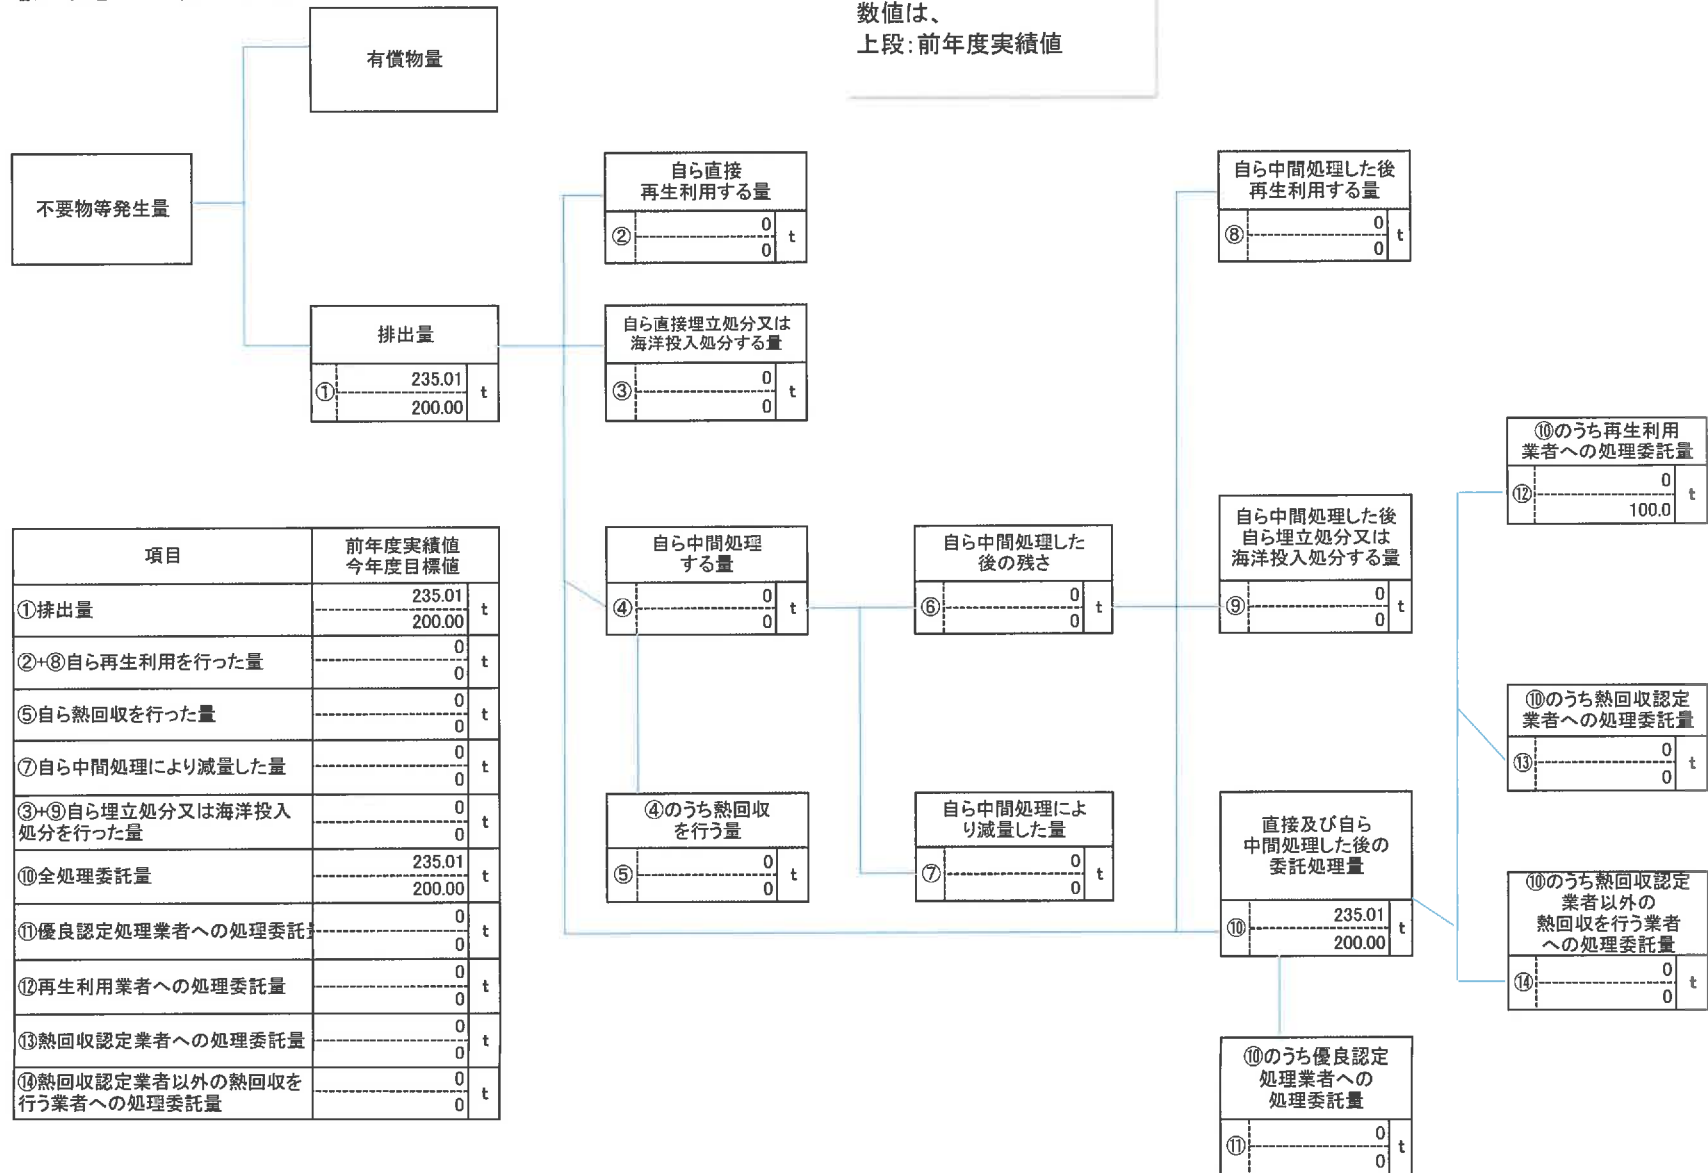 数値は、
上段：前年度実績値
有償物量
不要物等発生量
排出量
① 235.01 t
200.00
自ら直接
再生利用する量
② 0 t
0
自ら直接埋立処分又は
海洋投入処分する量
③ 0 t
0
自ら中間処理
する量
④ 0 t
0
④のうち熱回収
を行う量
⑤ 0 t
0
自ら中間処理した
後の残さ
⑥ 0 t
0
自ら中間処理によ
り減量した量
⑦ 0 t
0
自ら中間処理した後
再生利用する量
⑧ 0 t
0
自ら中間処理した後
自ら埋立処分又は
海洋投入処分する量
⑨ 0 t
0
直接及び自ら
中間処理した後の
委託処理量
⑩ 235.01 t
200.00
⑩のうち優良認定
処理業者への
処理委託量
⑪ 0 t
0
⑩のうち再生利用
業者への処理委託量
⑫ 0 t
100.0
⑩のうち熱回収認定
業者への処理委託量
⑬ 0 t
0
⑩のうち熱回収認定
業者以外の
熱回収を行う業者
への処理委託量
⑭ 0 t
0
項目 前年度実績値
今年度目標値
①排出量 235.01 t
200.00
②+⑧自ら再生利用を行った量 0 t
0
⑤自ら熱回収を行った量 0 t
0
⑦自ら中間処理により減量した量 0 t
0
③+⑨自ら埋立処分又は海洋投入
処分を行った量 0 t
0
⑩全処理委託量 235.01 t
200.00
⑪優良認定処理業者への処理委託 0 t
0
⑫再生利用業者への処理委託量 0 t
0
⑬熱回収認定業者への処理委託量 0 t
0
⑭熱回収認定業者以外の熱回収を
行う業者への処理委託量 0 t
0